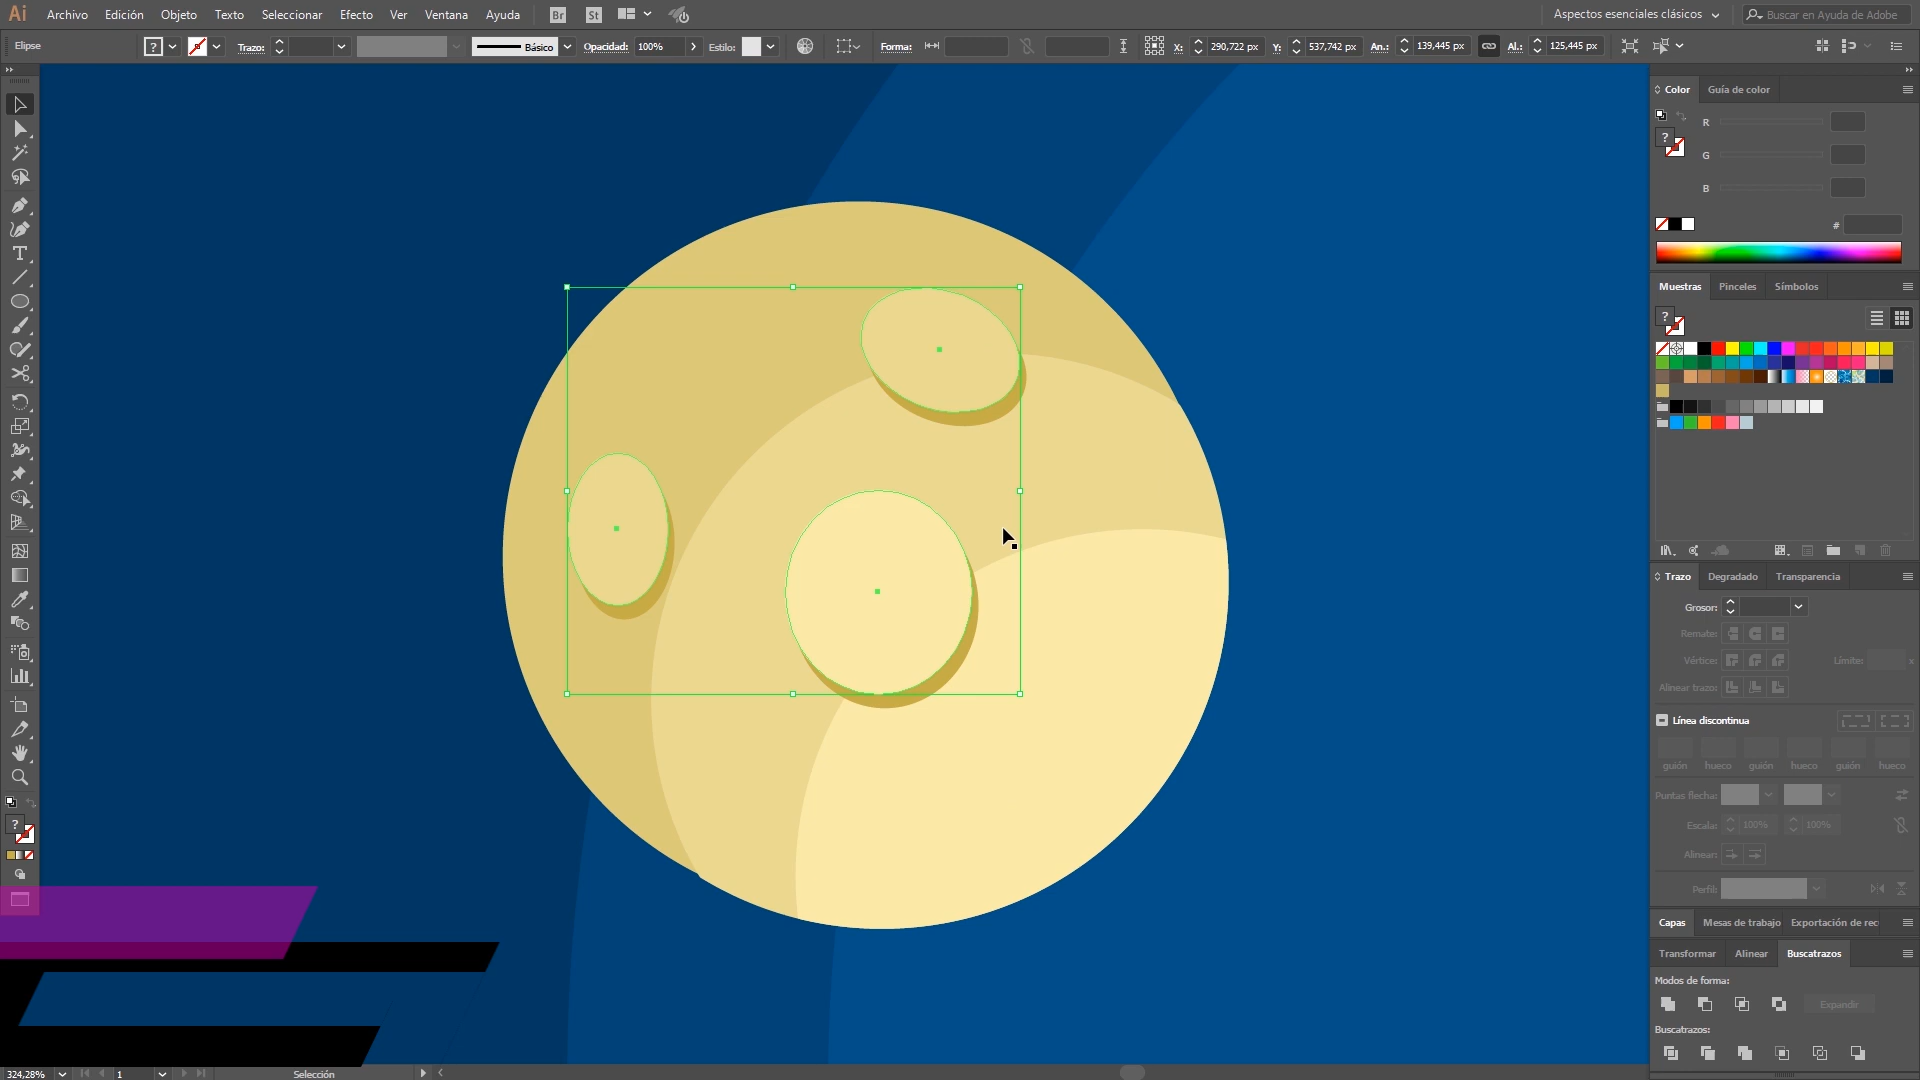 Ai Archivo Edición Objeto Texto Seleccionar Efecto Ver Ventana Ayuda Br St Aspectos esenciales clásicos Buscar en Ayuda de Adobe
Elipse ? Trazo: Básico Opacidad: 100% Estilo: Forma: X: 290,722 px Y: 537,742 px An.: 139,445 px Al.: 125,445 px
Color Guía de color
R
? G
B
#
Muestras Pinceles Símbolos
?
Trazo Degradado Transparencia
Grosor:
Remate:
Vértice: Límite: x
Alinear trazo:
Línea discontinua
guión hueco guión hueco guión hueco
Puntas flecha:
Escala: 100% 100%
Alinear:
Perfil:
Capas Mesas de trabajo Exportación de rec
Transformar Alinear Buscatrazos
Modos de forma:
Expandir
Buscatrazos:
?
324,28% 1 Selección